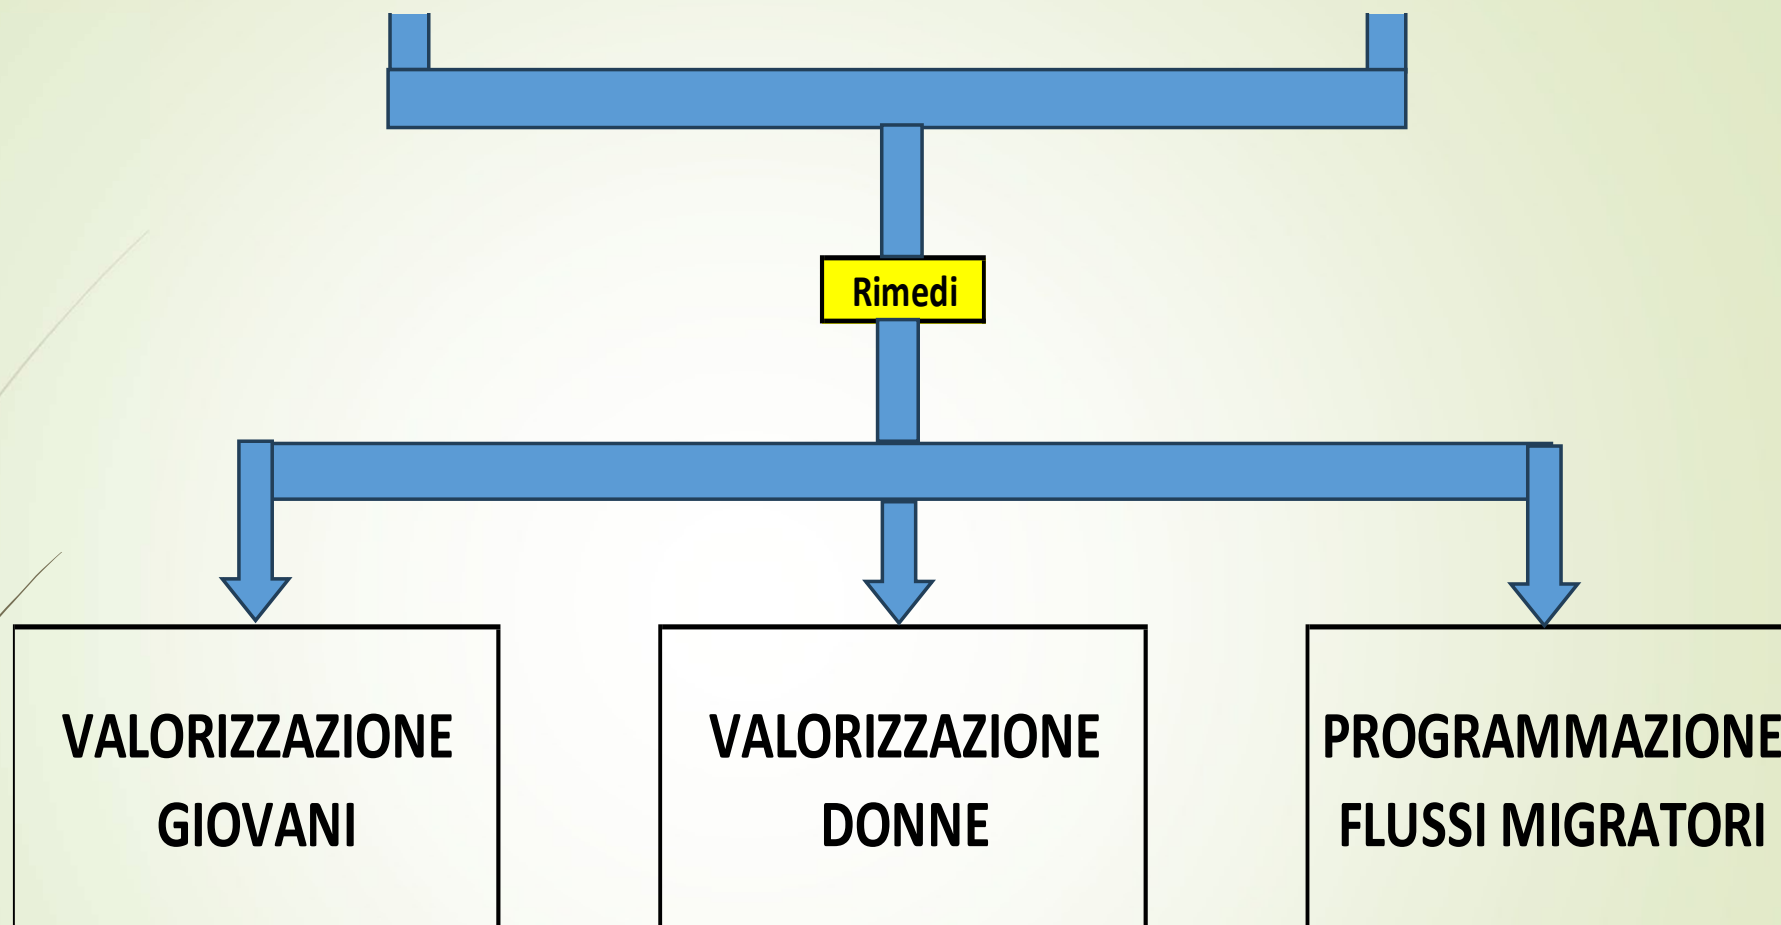 Rimedi
VALORIZZAZIONE
GIOVANI
VALORIZZAZIONE
DONNE
PROGRAMMAZIONE
FLUSSI MIGRATORI